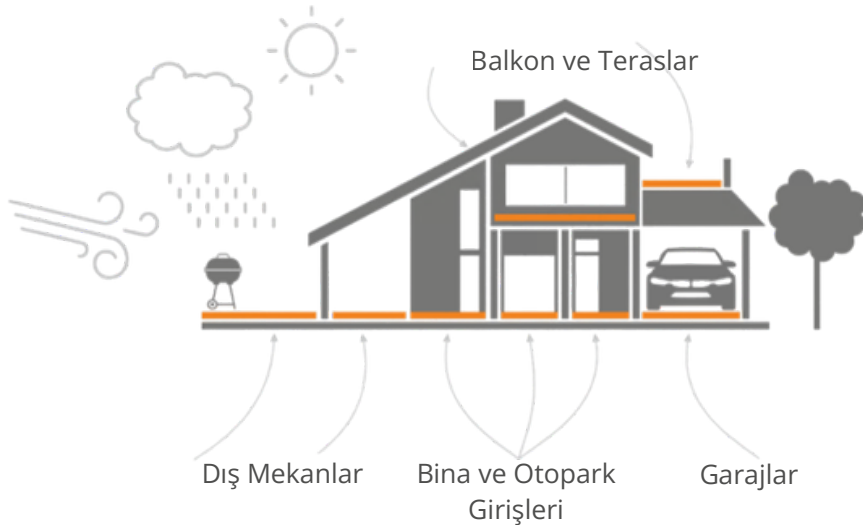 Balkon ve Teraslar
Dış Mekanlar
Bina ve Otopark
Girişleri
Garajlar